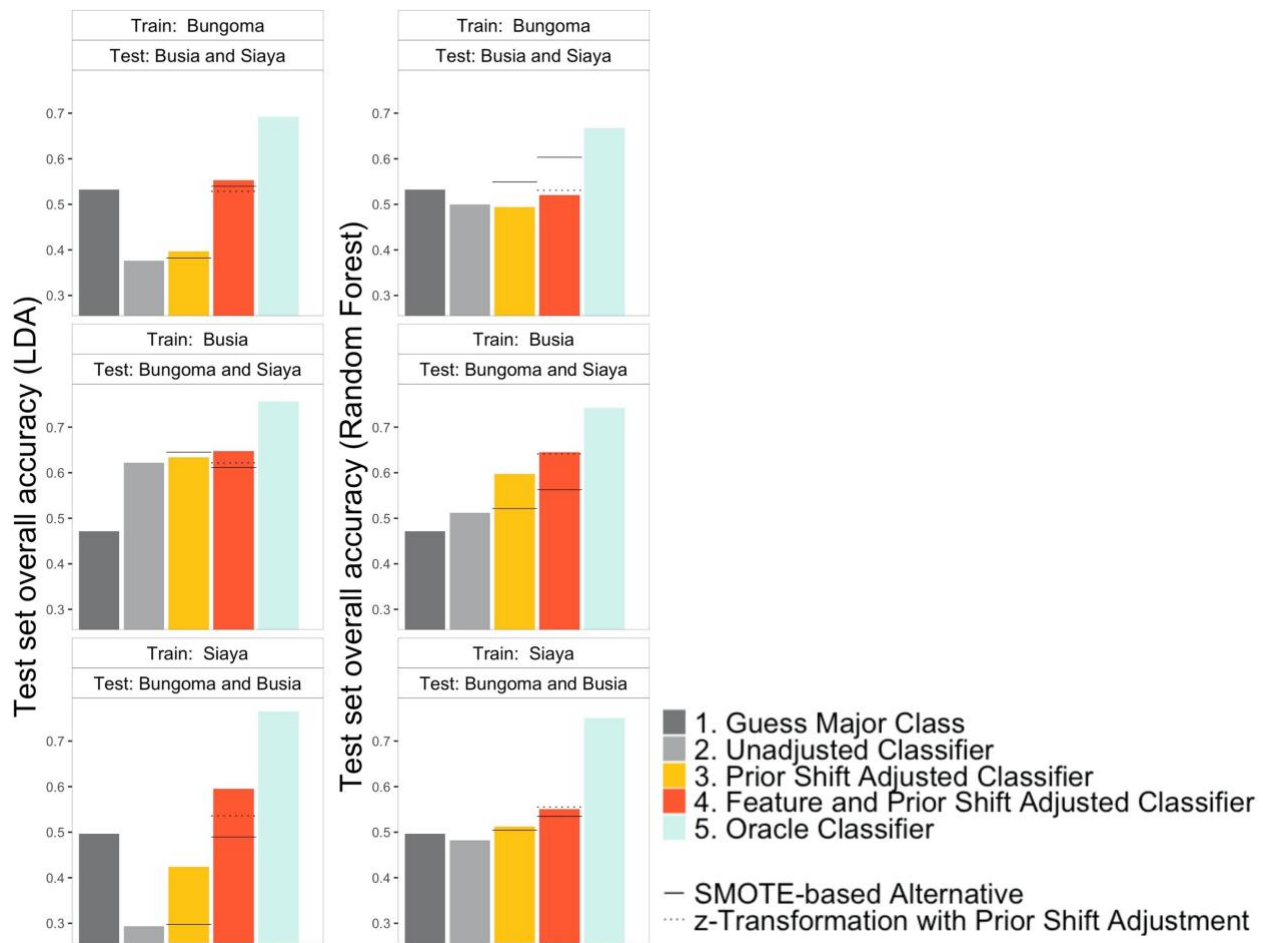 Train: Bungoma
Test: Busia and Siaya
0.7
0.6
0.5
0.4
0.3
Train: Busia
Test: Bungoma and Siaya
0.7
0.6
0.5
0.4
0.3
Train: Siaya
Test: Bungoma and Busia
0.7
0.6
0.5
0.4
0.3
Test set overall accuracy (LDA)
Train: Bungoma
Test: Busia and Siaya
0.7
0.6
0.5
0.4
0.3
Train: Busia
Test: Bungoma and Siaya
0.7
0.6
0.5
0.4
0.3
Train: Siaya
Test: Bungoma and Busia
0.7
0.6
0.5
0.4
0.3
Test set overall accuracy (Random Forest)
1. Guess Major Class
2. Unadjusted Classifier
3. Prior Shift Adjusted Classifier
4. Feature and Prior Shift Adjusted Classifier
5. Oracle Classifier
SMOTE-based Alternative
z-Transformation with Prior Shift Adjustment